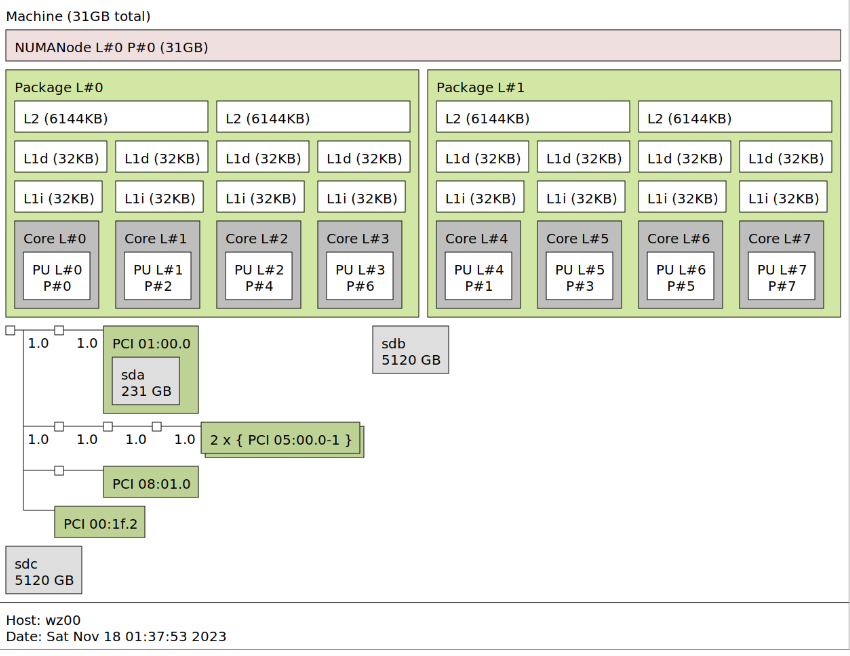 Machine (31GB total)
NUMANode L#0 P#0 (31GB)
Package L#0
L2 (6144KB) L2 (6144KB)
L1d (32KB) L1d (32KB) L1d (32KB) L1d (32KB)
L1i (32KB) L1i (32KB) L1i (32KB) L1i (32KB)
Core L#0 Core L#1 Core L#2 Core L#3
PU L#0 PU L#1 PU L#2 PU L#3
P#0 P#2 P#4 P#6
Package L#1
L2 (6144KB) L2 (6144KB)
L1d (32KB) L1d (32KB) L1d (32KB) L1d (32KB)
L1i (32KB) L1i (32KB) L1i (32KB) L1i (32KB)
Core L#4 Core L#5 Core L#6 Core L#7
PU L#4 PU L#5 PU L#6 PU L#7
P#1 P#3 P#5 P#7
1.0 1.0 PCI 01:00.0
sda
231 GB
sdb
5120 GB
1.0 1.0 1.0 1.0 2 x { PCI 05:00.0-1 }
PCI 08:01.0
PCI 00:1f.2
sdc
5120 GB
Host: wz00
Date: Sat Nov 18 01:37:53 2023